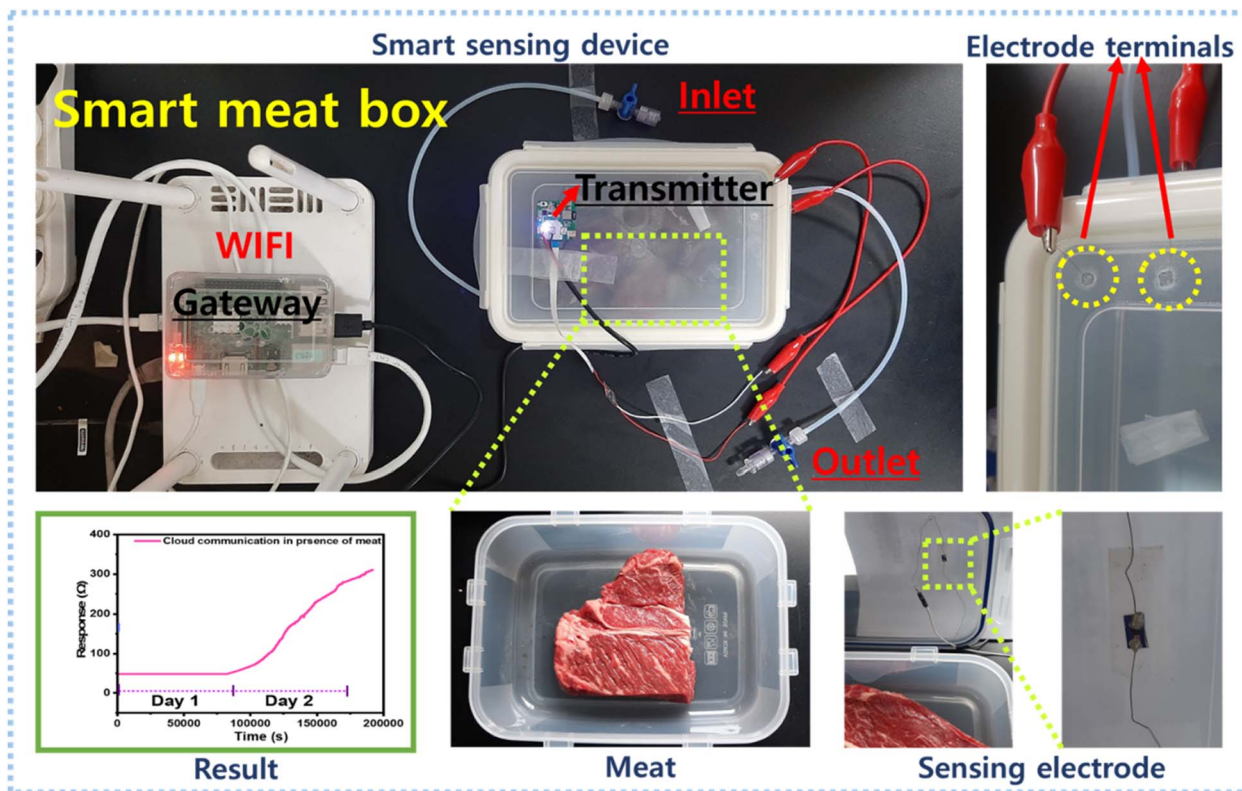 Smart sensing device
Electrode terminals
Smart meat box
Inlet
Transmitter
WIFI
Gateway
Outlet
400
300
200
100
0
Response (Ω)
Cloud communication in prsence of meat
Day 1
Day 2
0
500000
100000
150000
200000
Time (s)
Result
Meat
Sensing electrode